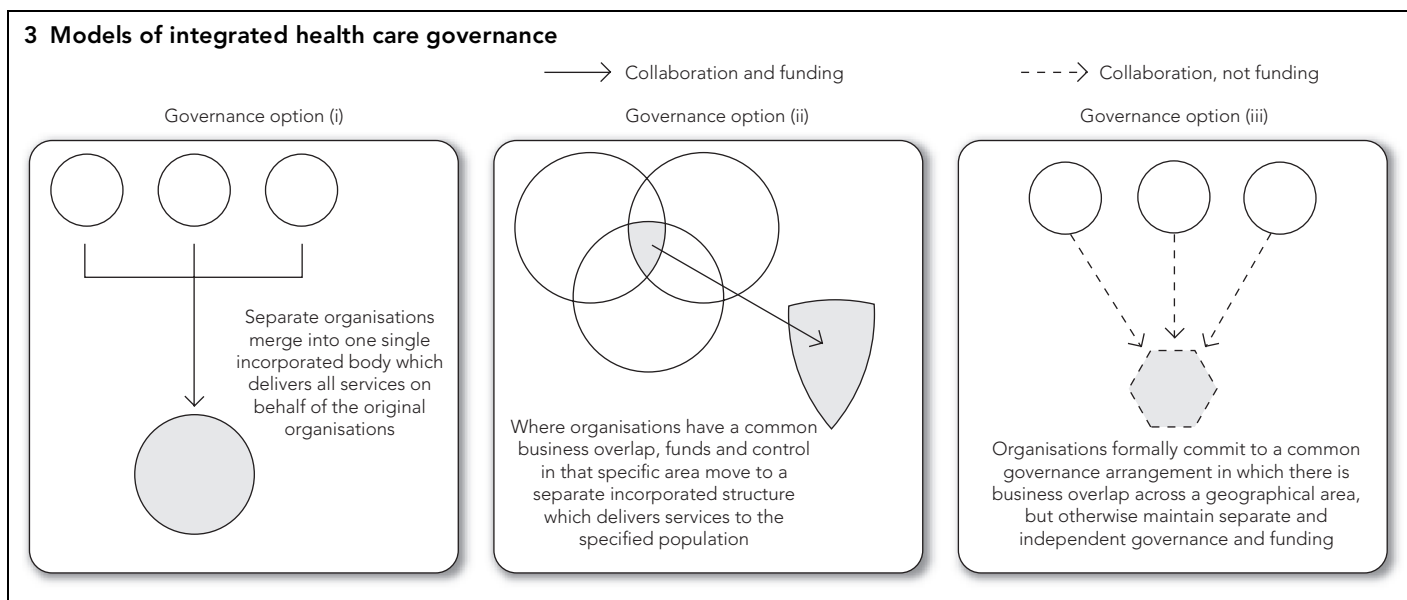 3 Models of integrated health care governance
Collaboration and funding
Collaboration, not funding
Governance option (i)
Governance option (ii)
Governance option (iii)
Separate organisations
merge into one single
incorporated body which
delivers all services on
behalf of the original
organisations
Where organisations have a common
business overlap, funds and control
in that specific area move to a
separate incorporated structure
which delivers services to the
specified population
Organisations formally commit to a common
governance arrangement in which there is
business overlap across a geographical area,
but otherwise maintain separate and
independent governance and funding